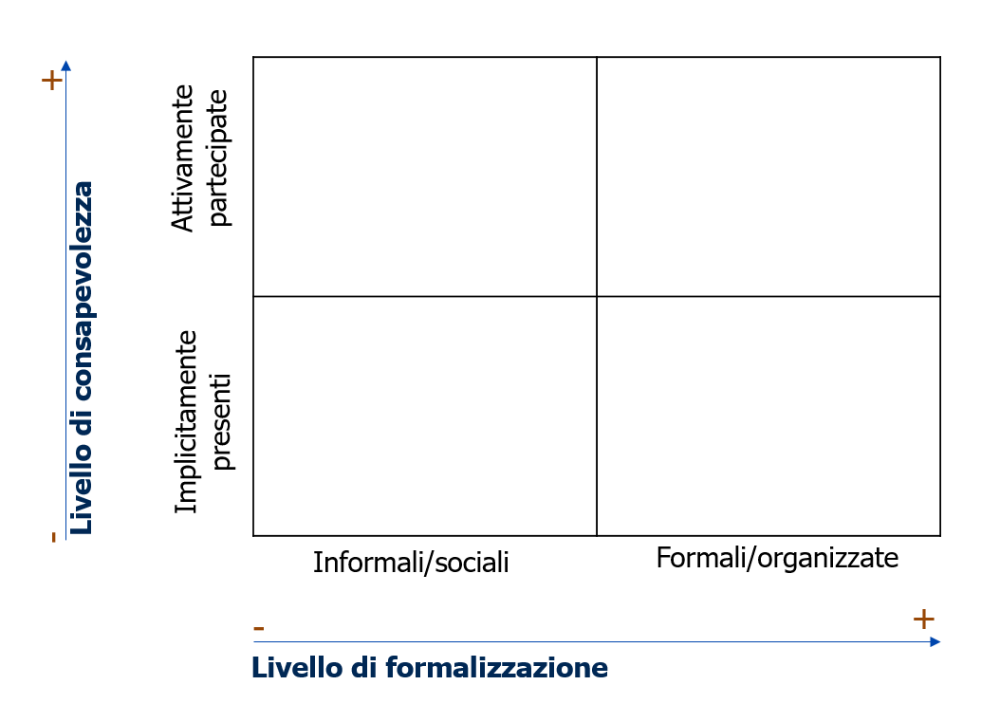 +
Livello di consapevolezza
-
Attivamente
partecipate
Implicitamente
presenti
Informali/sociali
Formali/organizzate
-
+
Livello di formalizzazione